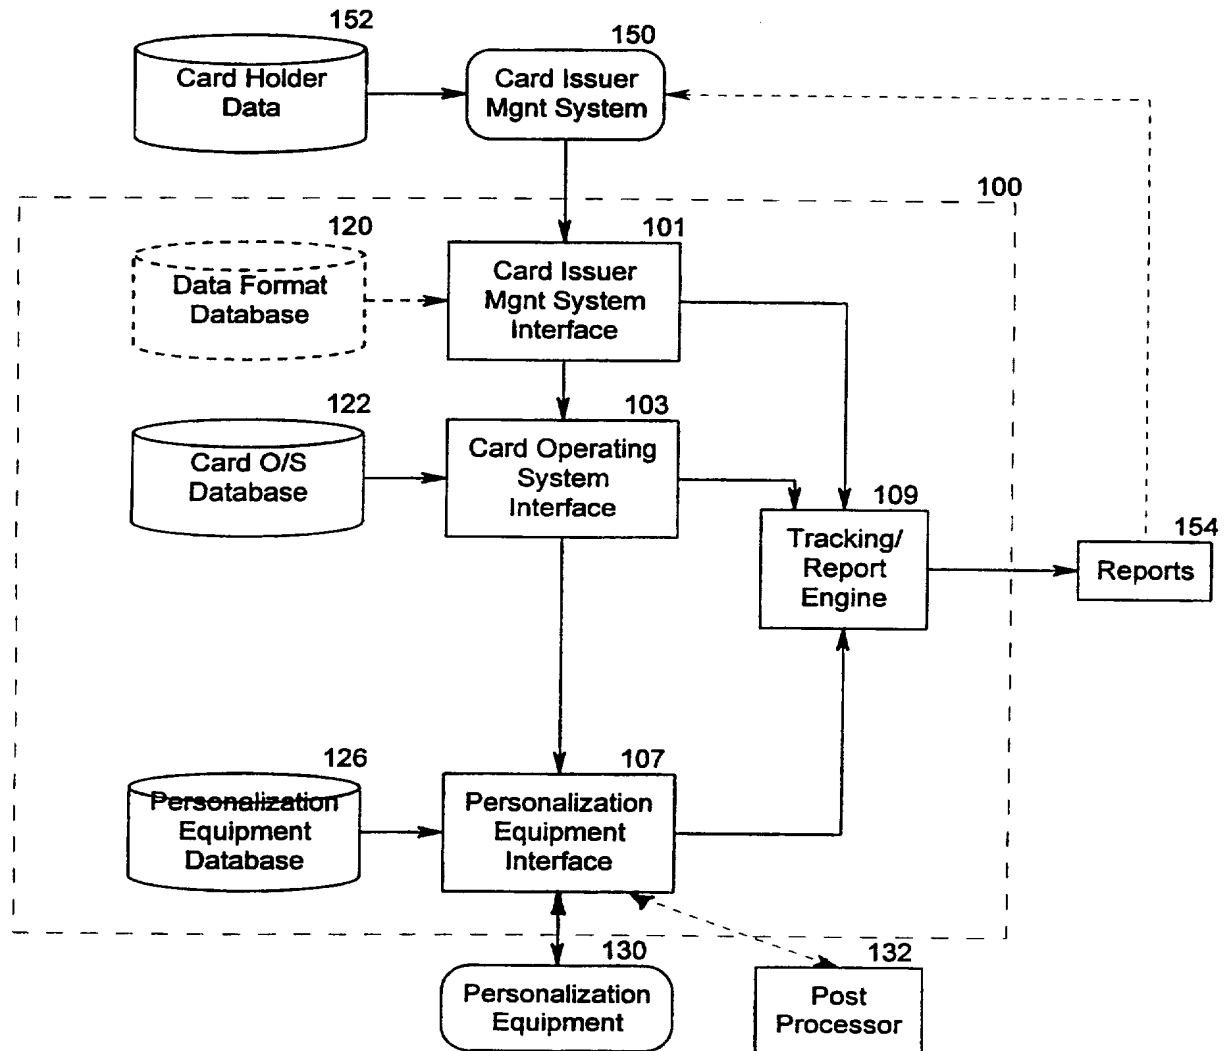 152
150
Card Holder
Data
Card Issuer
Mgnt System
100
120
101
Data Format
Database
Card Issuer
Mgnt System
Interface
122
103
Card O/S
Database
Card Operating
System
Interface
109
Tracking/
Report
Engine
154
Reports
126
107
Personalization
Equipment
Database
Personalization
Equipment
Interface
130
132
Personalization
Equipment
Post
Processor